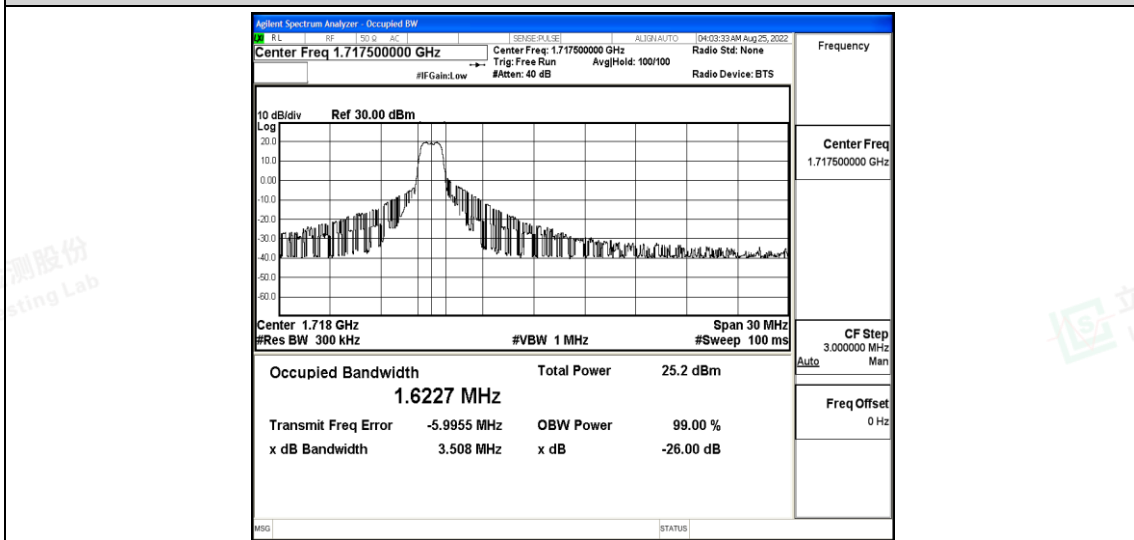 Agilent Spectrum Analyzer - Occupied BW
RL RF 50 Ω AC SENSE:PULSE ALIGN AUTO 04:03:33 AM Aug 25, 2022
Center Freq 1.717500000 GHz
Center Freq: 1.717500000 GHz
Radio Std: None
Trig: Free Run Avg|Hold: 100/100
#IFGain:Low
#Atten: 40 dB
Radio Device: BTS
Frequency
10 dB/div Ref 30.00 dBm
Log
20.0
10.0
0.00
-10.0
-20.0
-30.0
-40.0
-50.0
-60.0
Center 1.718 GHz
Span 30 MHz
#Res BW 300 kHz
#VBW 1 MHz
#Sweep 100 ms
Center Freq
1.717500000 GHz
CF Step
3.000000 MHz
Auto Man
Freq Offset
0 Hz
Occupied Bandwidth
1.6227 MHz
Total Power 25.2 dBm
Transmit Freq Error -5.9955 MHz
OBW Power 99.00 %
x dB Bandwidth 3.508 MHz
x dB -26.00 dB
MSG
STATUS
测股份
sting Lab
立
LCS